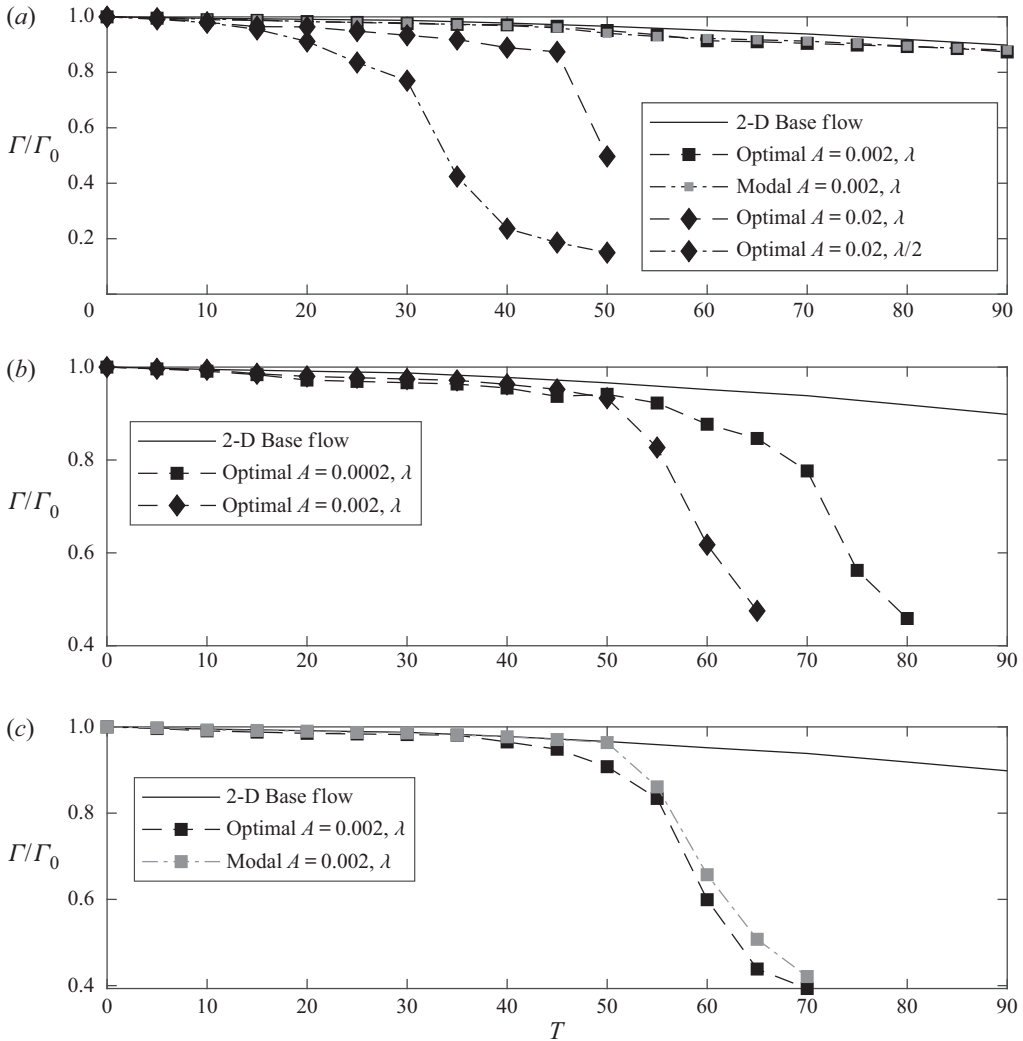 (a)
1.0
0.8
0.6
0.4
0.2
0
Γ/Γ0
2-D Base flow
Optimal A = 0.002, λ
Modal A = 0.002, λ
Optimal A = 0.02, λ
Optimal A = 0.02, λ/2
0 10 20 30 40 50 60 70 80 90
(b)
1.0
0.8
0.6
0.4
Γ/Γ0
2-D Base flow
Optimal A = 0.0002, λ
Optimal A = 0.002, λ
0 10 20 30 40 50 60 70 80 90
(c)
1.0
0.8
0.6
0.4
Γ/Γ0
2-D Base flow
Optimal A = 0.002, λ
Modal A = 0.002, λ
0 10 20 30 40 50 60 70 80 90
T